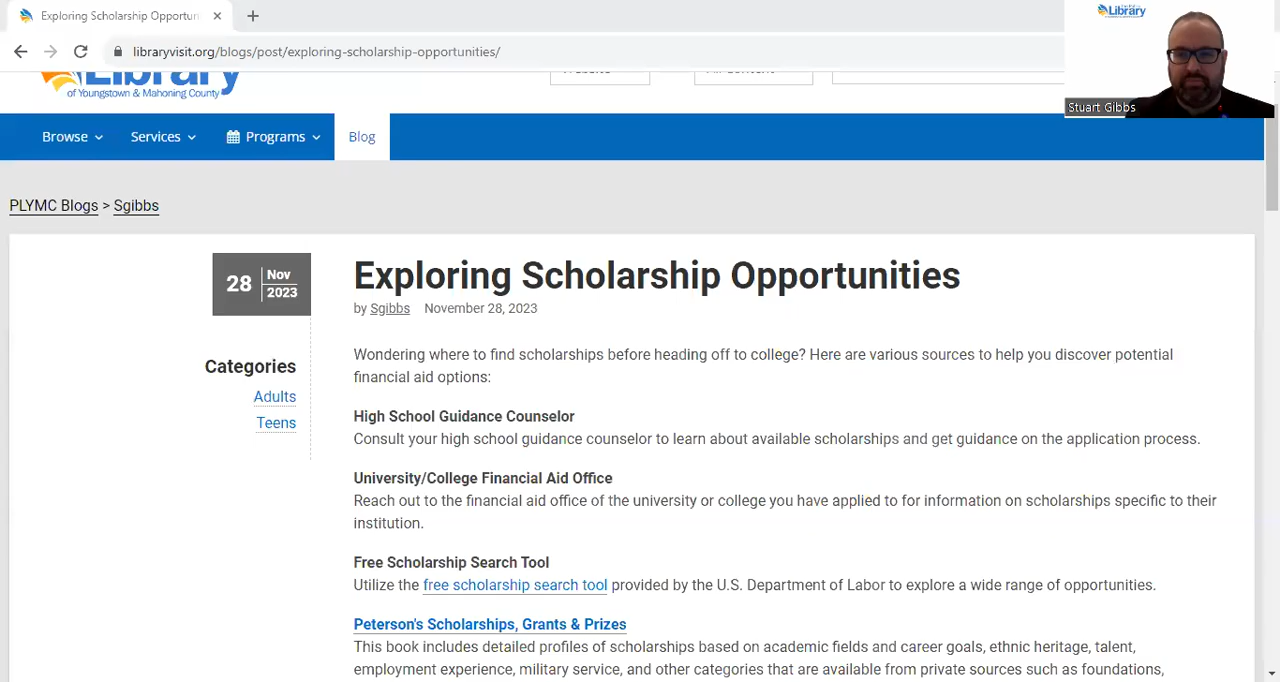 Exploring Scholarship Opportun
libraryvisit.org/blogs/post/exploring-scholarship-opportunities/
Library
Stuart Gibbs
Library
of Youngstown & Mahoning County
Browse
Services
Programs
Blog
PLYMC Blogs > Sgibbs
28 Nov 2023
Exploring Scholarship Opportunities
by Sgibbs November 28, 2023
Categories
Adults
Teens
Wondering where to find scholarships before heading off to college? Here are various sources to help you discover potential
financial aid options:
High School Guidance Counselor
Consult your high school guidance counselor to learn about available scholarships and get guidance on the application process.
University/College Financial Aid Office
Reach out to the financial aid office of the university or college you have applied to for information on scholarships specific to their
institution.
Free Scholarship Search Tool
Utilize the free scholarship search tool provided by the U.S. Department of Labor to explore a wide range of opportunities.
Peterson's Scholarships, Grants & Prizes
This book includes detailed profiles of scholarships based on academic fields and career goals, ethnic heritage, talent,
employment experience, military service, and other categories that are available from private sources such as foundations,